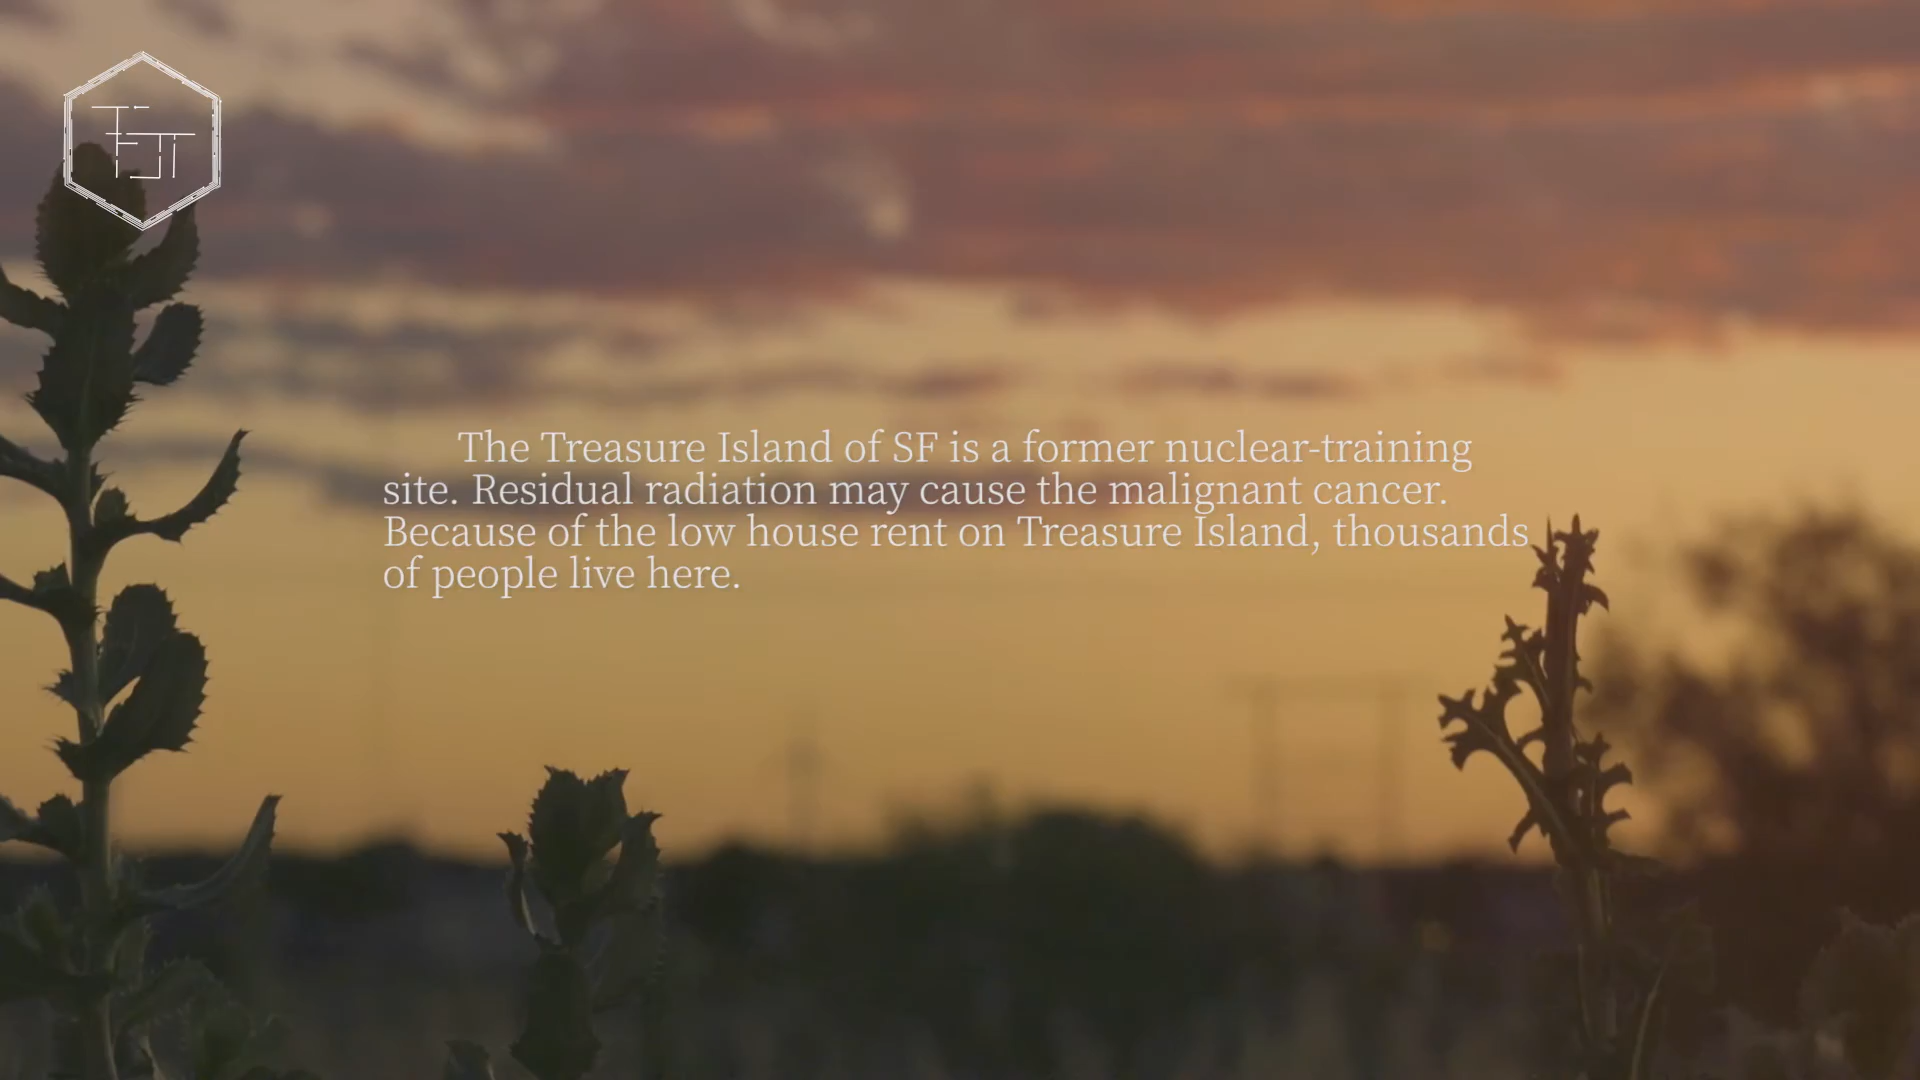 The Treasure Island of SF is a former nuclear-training
site. Residual radiation may cause the malignant cancer.
Because of the low house rent on Treasure Island, thousands
of people live here.